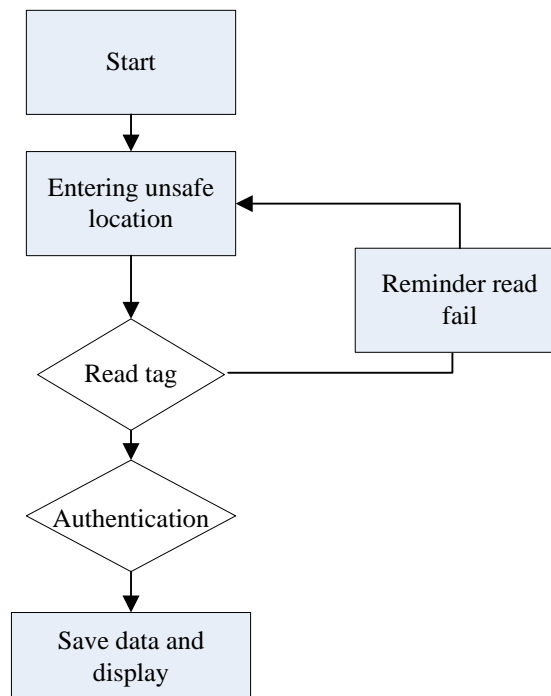 Start
Entering unsafe
location
Reminder read
fail
Read tag
Authentication
Save data and
display